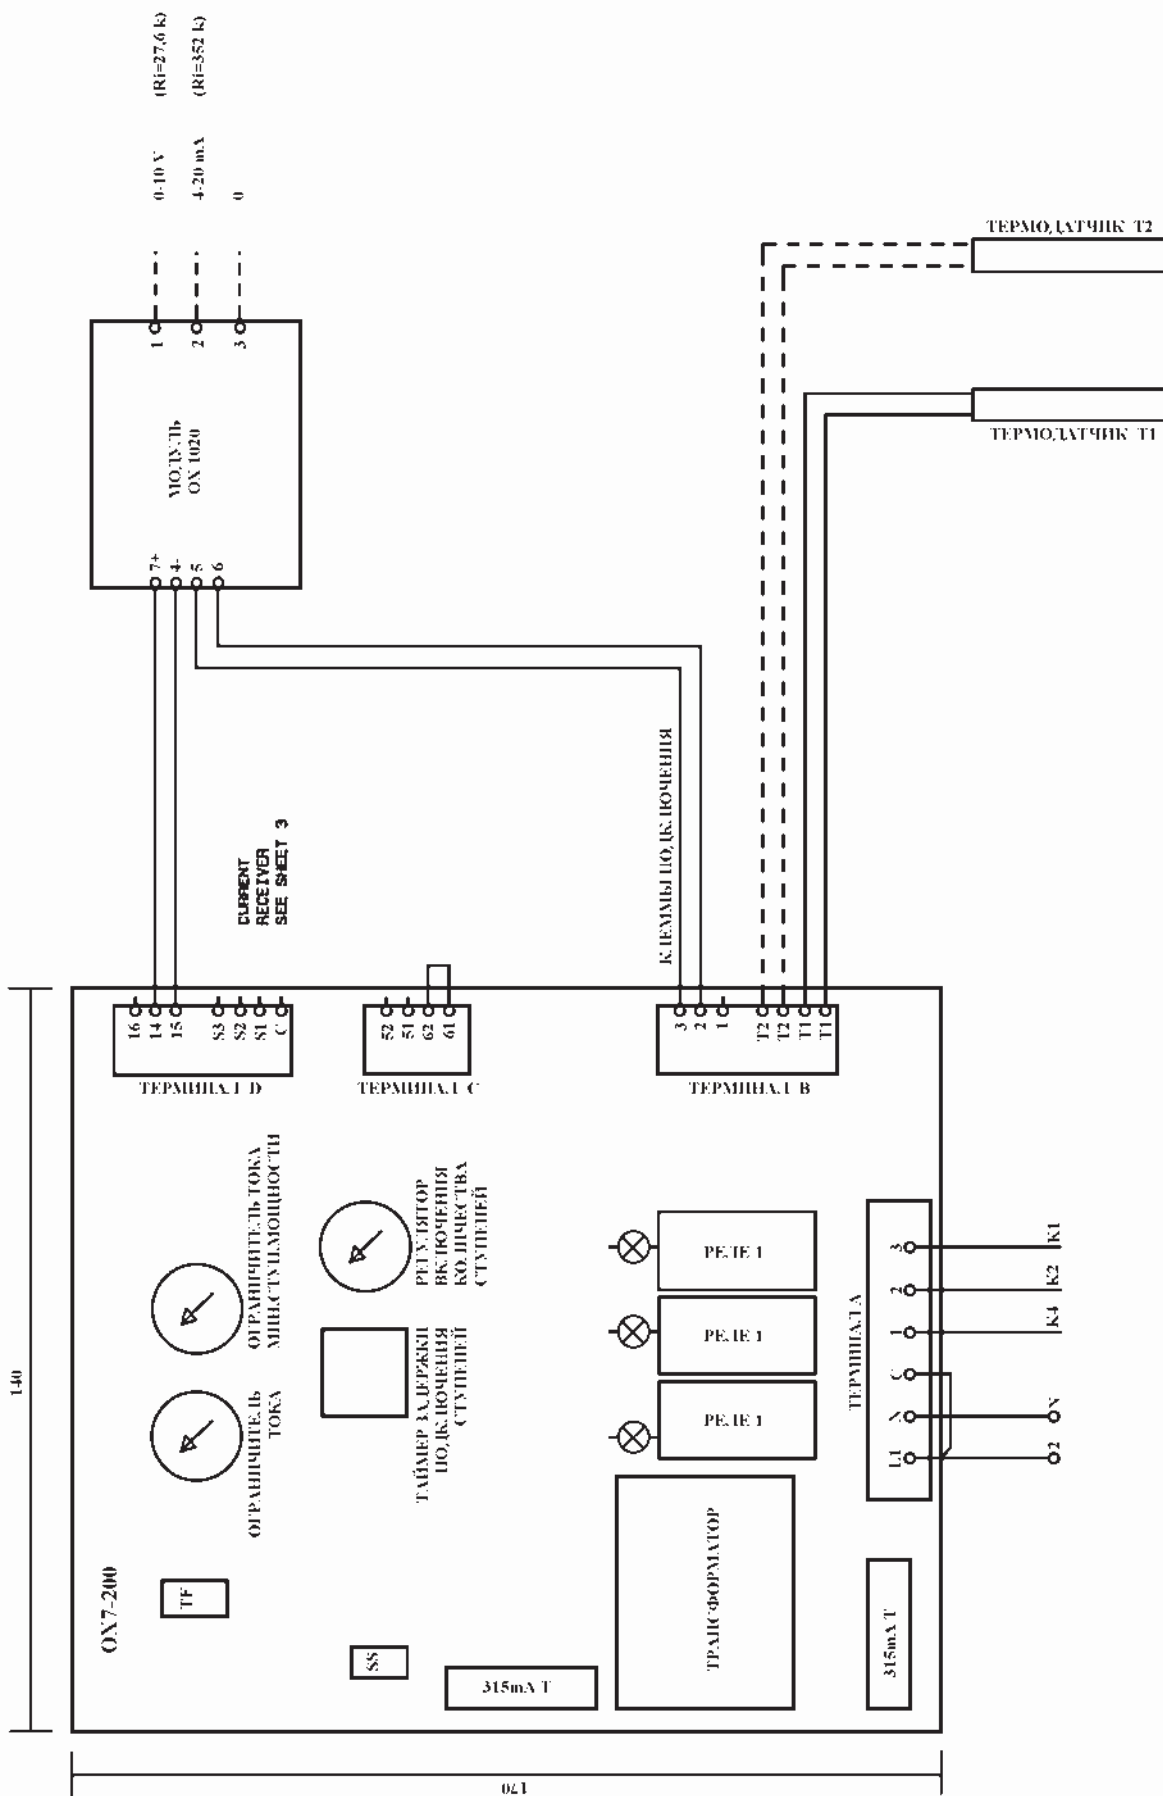 0-10 V (Ri=27,6 k)
4-20 mA (Ri=352 k)
0
1
2
3
МОДУЛЬ
OX 1020
7+
4-
5
6
ТЕРМОДАТЧИК T2
ТЕРМОДАТЧИК T1
CURRENT
RECEIVER
SEE SHEET 3
КЛЕММЫ ПОДКЛЮЧЕНИЯ
140
170
OX7-200
16
14
15
S3
S2
S1
C
ТЕРМИНАЛ D
52
51
62
61
ТЕРМИНАЛ C
3
2
1
T2
T2
T1
T1
ТЕРМИНАЛ B
ОГРАНИЧИТЕЛЬ ТОКА
МИН.СТУП.МОЩНОСТИ
ОГРАНИЧИТЕЛЬ
ТОКА
РЕГУЛЯТОР
ВКЛЮЧЕНИЯ
КОЛИЧЕСТВА
СТУПЕНЕЙ
ТАЙМЕР ЗАДЕРЖКИ
ПОДКЛЮЧЕНИЯ
СТУПЕНЕЙ
TF
SS
315mA T
РЕЛЕ 1
РЕЛЕ 1
РЕЛЕ 1
ТРАНСФОРМАТОР
315mA T
ТЕРМИНАЛ A
3
2
1
C
N
L1
K1
K2
K4
N
2